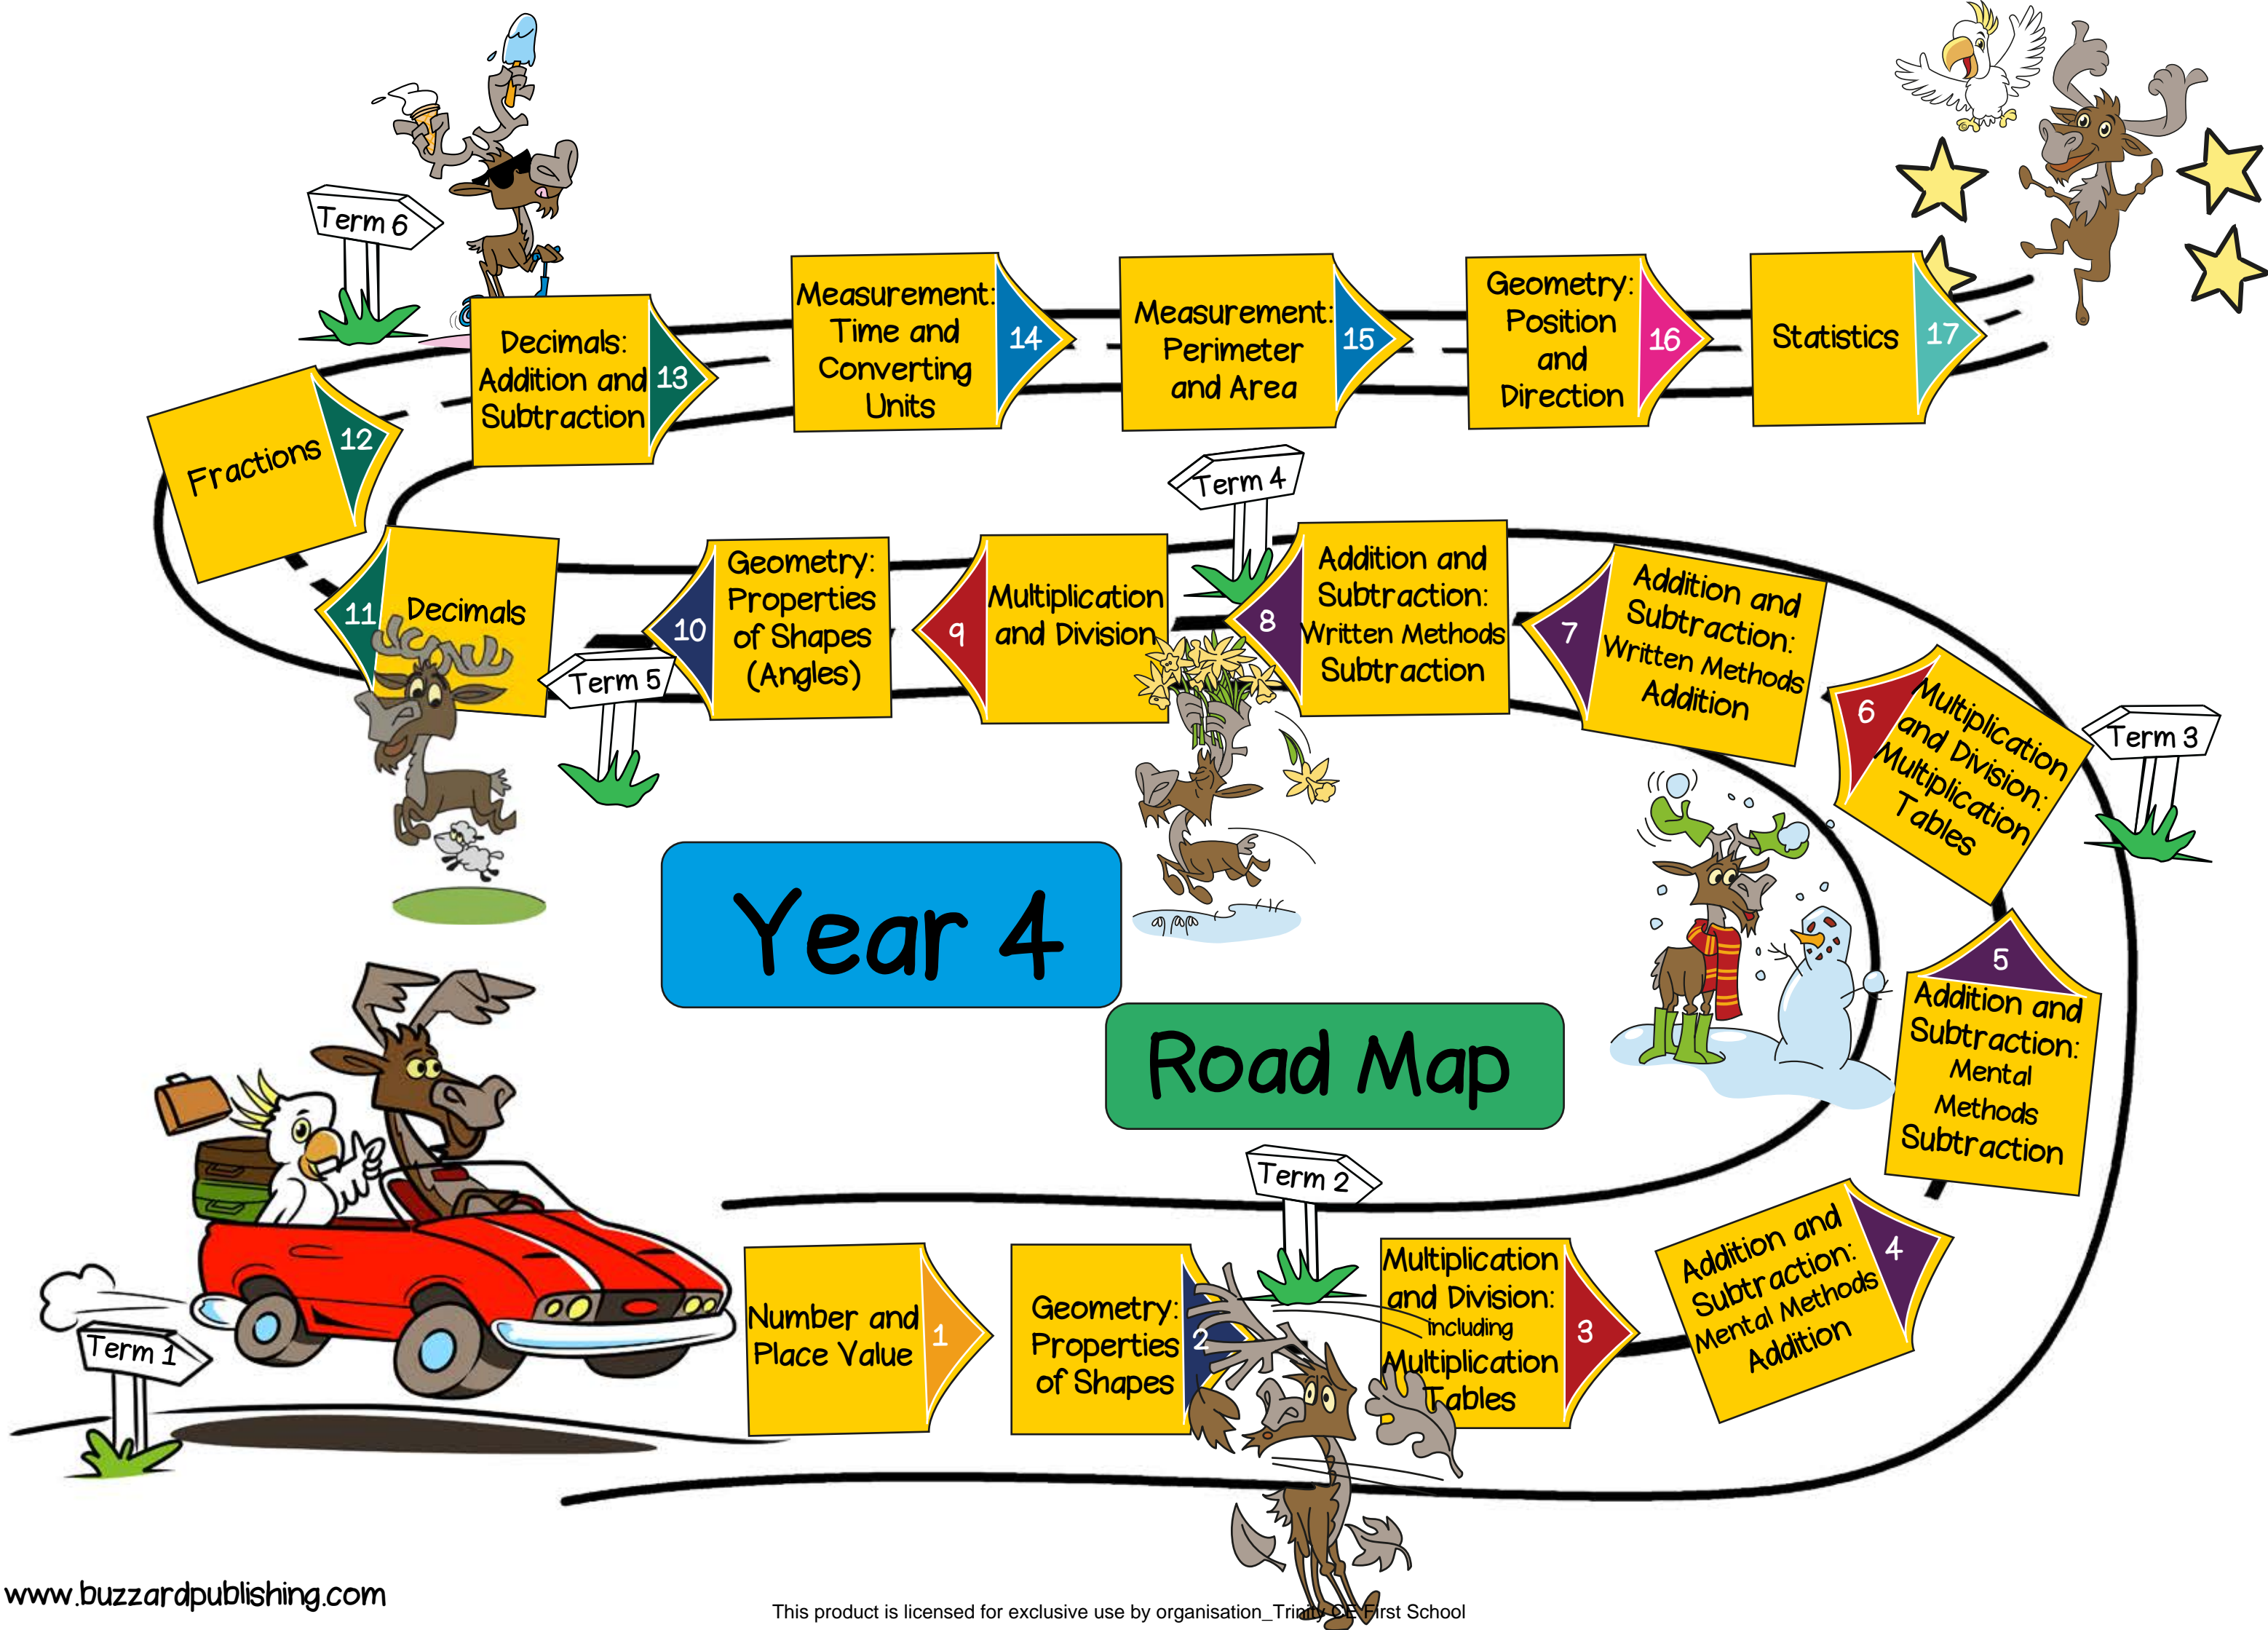 Year 4
Road Map
Term 1
Number and
Place Value
1
Geometry:
Properties
of Shapes
2
Term 2
Multiplication
and Division:
including
Multiplication
Tables
3
Addition and
Subtraction:
Mental Methods
Addition
4
5
Addition and
Subtraction:
Mental
Methods
Subtraction
Term 3
6
Multiplication
and Division:
Multiplication
Tables
7
Addition and
Subtraction:
Written Methods
Addition
8
Addition and
Subtraction:
Written Methods
Subtraction
Term 4
9
Multiplication
and Division
10
Geometry:
Properties
of Shapes
(Angles)
Term 5
11
Decimals
Fractions
12
Term 6
Decimals:
Addition and
Subtraction
13
Measurement:
Time and
Converting
Units
14
Measurement:
Perimeter
and Area
15
Geometry:
Position
and
Direction
16
Statistics
17
www.buzzardpublishing.com
This product is licensed for exclusive use by organisation_Trinity CE First School